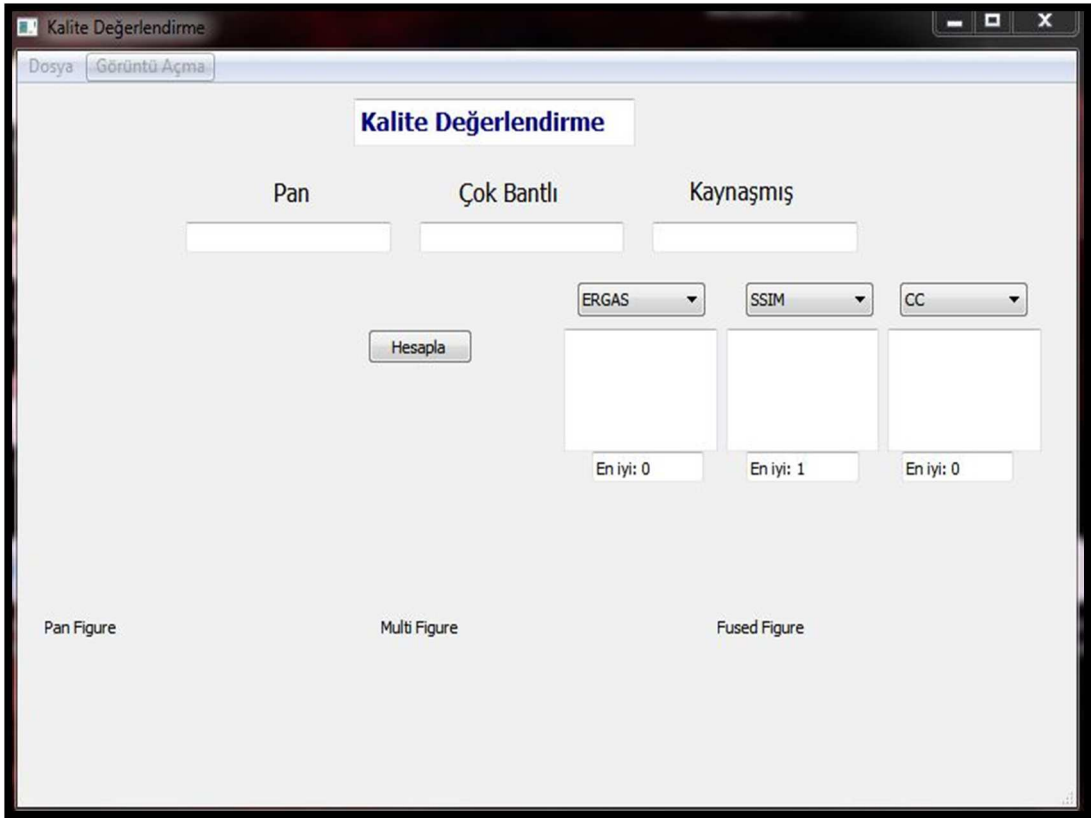 Kalite Değerlendirme
Dosya Görüntü Açma
Kalite Değerlendirme
Pan Çok Bantlı Kaynaşmış
ERGAS SSIM CC
Hesapla
En iyi: 0 En iyi: 1 En iyi: 0
Pan Figure Multi Figure Fused Figure